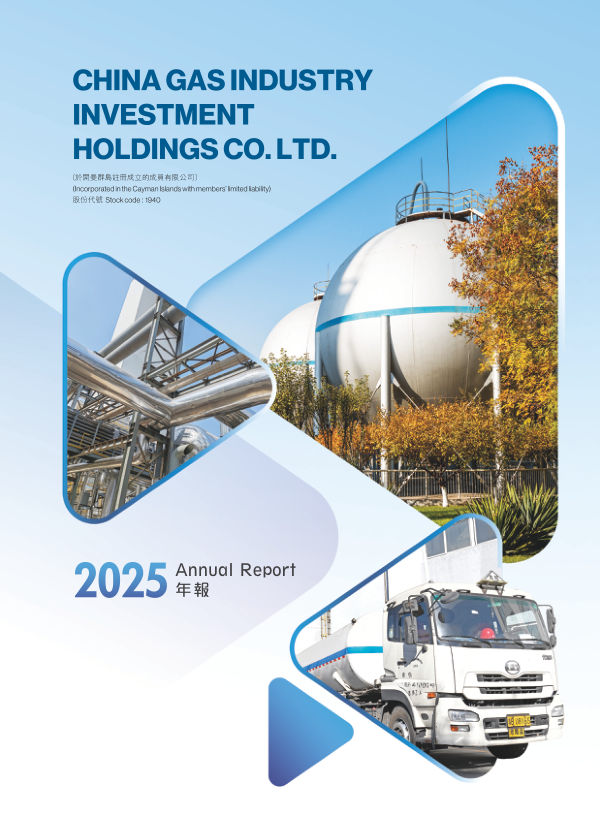 CHINA GAS INDUSTRY
INVESTMENT
HOLDINGS CO. LTD.
(於開曼群島註冊成立的成員有限公司)
(Incorporated in the Cayman Islands with members' limited liability)
股份代號 Stock code : 1940
2025 Annual Report
年報